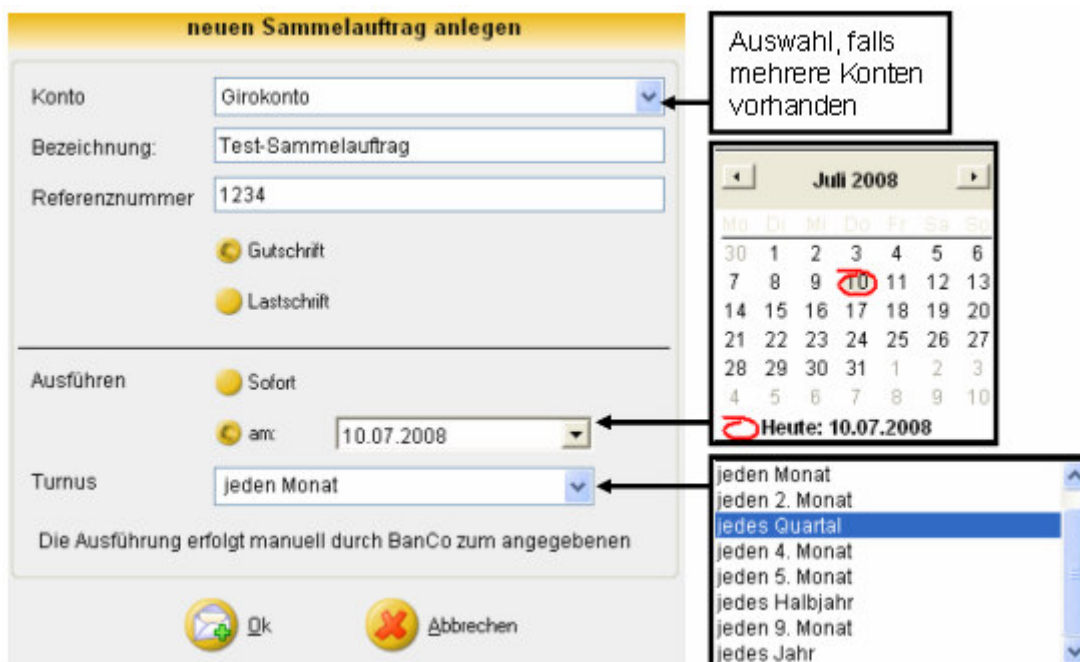 neuen Sammelauftrag anlegen
Konto
Girokonto
Bezeichnung:
Test-Sammelauftrag
Referenznummer
1234
Gutschrift
Lastschrift
Ausführen
Sofort
am:
10.07.2008
Turnus
jeden Monat
Die Ausführung erfolgt manuell durch BanCo zum angegebenen
Ok
Abbrechen
Auswahl, falls
mehrere Konten
vorhanden
Juli 2008
Mo Di Mi Do Fr Sa So
30 1 2 3 4 5 6
7 8 9 10 11 12 13
14 15 16 17 18 19 20
21 22 23 24 25 26 27
28 29 30 31 1 2 3
4 5 6 7 8 9 10
Heute: 10.07.2008
jeden Monat
jeden 2. Monat
jedes Quartal
jeden 4. Monat
jeden 5. Monat
jedes Halbjahr
jeden 9. Monat
jedes Jahr